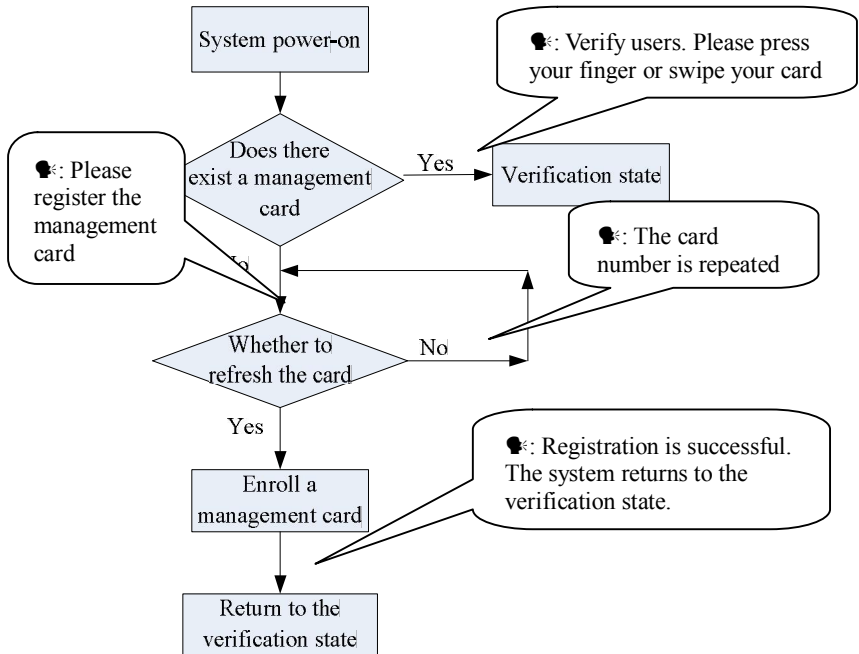 System power-on
🗣: Verify users. Please press
your finger or swipe your card
Does there
exist a management
card
Yes
Verification state
🗣: Please
register the
management
card
🗣: The card
number is repeated
Whether to
refresh the card
No
Yes
🗣: Registration is successful.
The system returns to the
verification state.
Enroll a
management card
Return to the
verification state